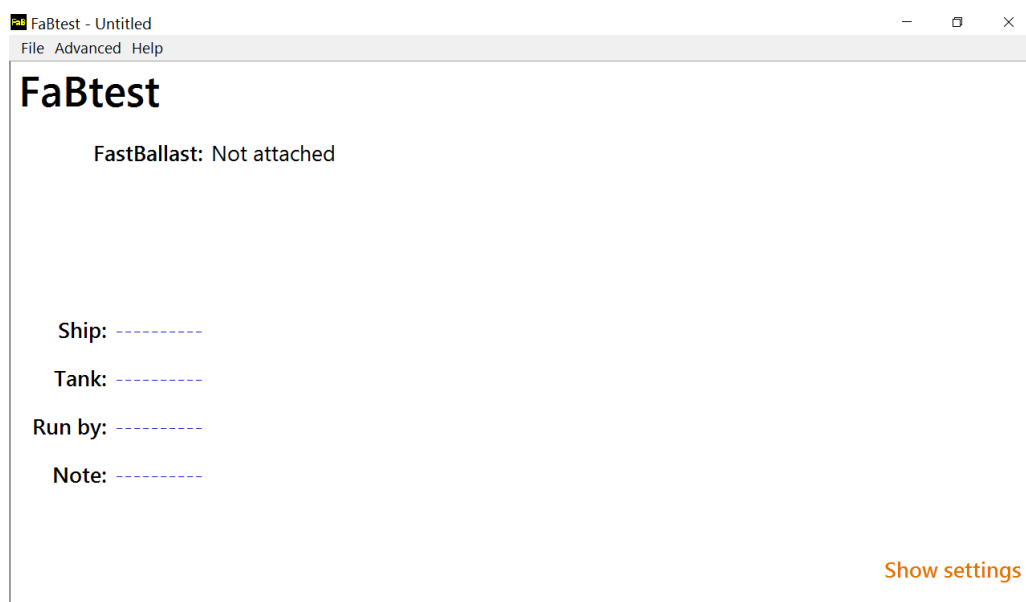 FaB FaBtest - Untitled
File Advanced Help
FaBtest
FastBallast: Not attached
Ship: ----------
Tank: ----------
Run by: ----------
Note: ----------
Show settings